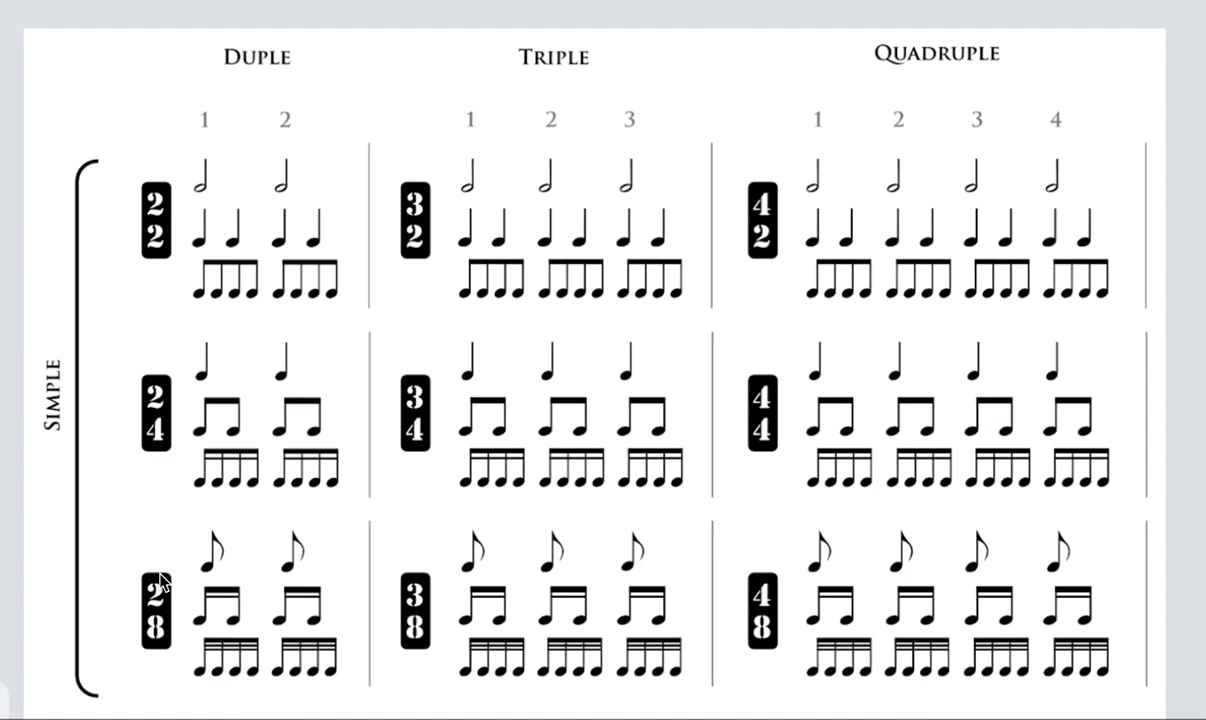 DUPLE TRIPLE QUADRUPLE
1 2 1 2 3 1 2 3 4
SIMPLE
2 3 4
2 2 2
2 3 4
4 4 4
2 3 4
8 8 8